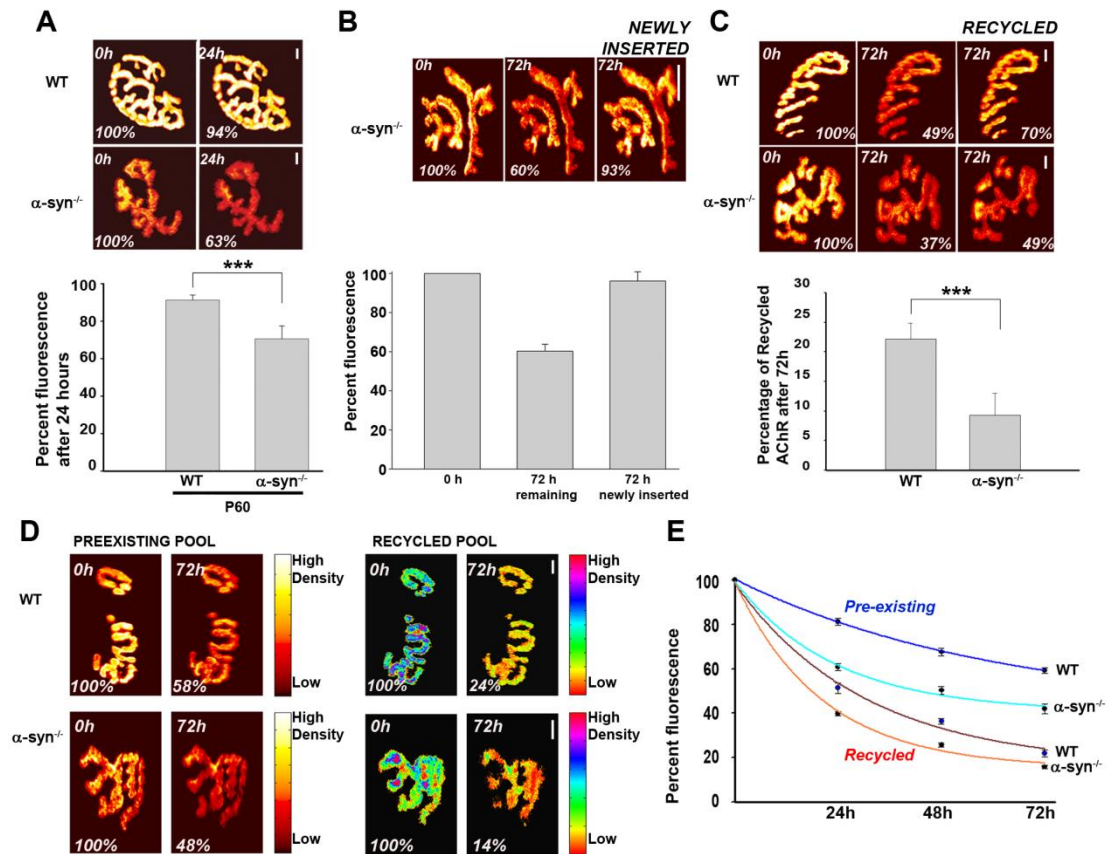 A
0h
24h
WT
100%
94%
0h
24h
α-syn-/-
100%
63%
***
Percent fluorescence
after 24 hours
100
80
60
40
20
0
WT
α-syn-/-
P60
B
NEWLY
INSERTED
0h
72h
72h
α-syn-/-
100%
60%
93%
Percent fluorescence
100
80
60
40
20
0
80
100
0 h
72 h
remaining
72 h
newly inserted
C
RECYCLED
0h
72h
72h
WT
100%
49%
70%
0h
72h
72h
α-syn-/-
100%
37%
49%
***
Percentage of Recycled
AChR after 72h
30
25
20
15
10
5
0
WT
α-syn-/-
D
PREEXISTING POOL
RECYCLED POOL
0h
72h
High
Density
0h
72h
High
Density
WT
100%
58%
Low
100%
24%
Low
0h
72h
High
Density
0h
72h
High
Density
α-syn-/-
100%
48%
Low
100%
14%
Low
E
Percent fluorescence
100
80
60
40
20
0
Pre-existing
WT
α-syn-/-
WT
α-syn-/-
Recycled
24h
48h
72h